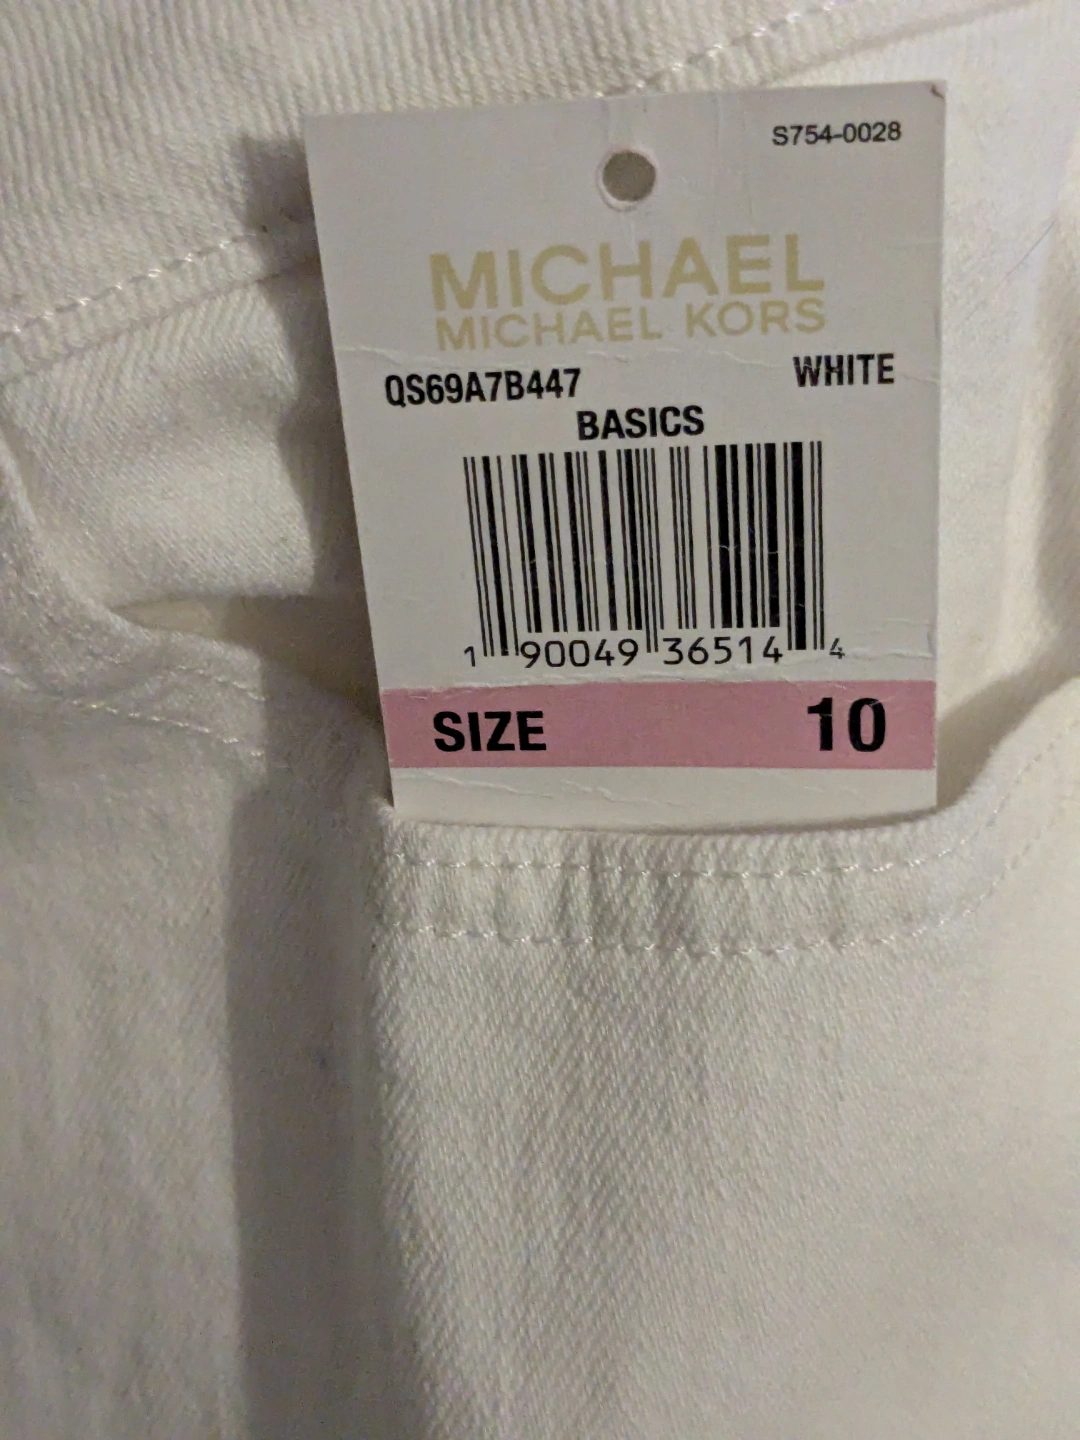 S754-0028
MICHAEL
MICHAEL KORS
QS69A7B447 WHITE
BASICS
1 90049 36514 4
SIZE 10